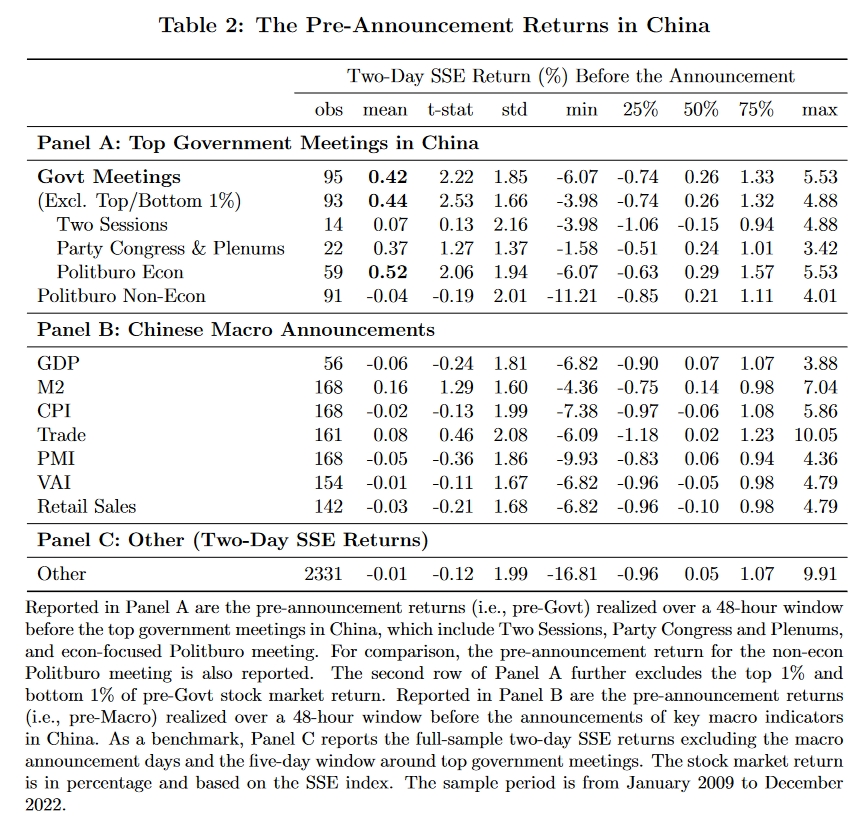 Table 2: The Pre-Announcement Returns in China
Two-Day SSE Return (%) Before the Announcement
obs mean t-stat std min 25% 50% 75% max
Panel A: Top Government Meetings in China
Govt Meetings 95 0.42 2.22 1.85 -6.07 -0.74 0.26 1.33 5.53
(Excl. Top/Bottom 1%) 93 0.44 2.53 1.66 -3.98 -0.74 0.26 1.32 4.88
Two Sessions 14 0.07 0.13 2.16 -3.98 -1.06 -0.15 0.94 4.88
Party Congress & Plenums 22 0.37 1.27 1.37 -1.58 -0.51 0.24 1.01 3.42
Politburo Econ 59 0.52 2.06 1.94 -6.07 -0.63 0.29 1.57 5.53
Politburo Non-Econ 91 -0.04 -0.19 2.01 -11.21 -0.85 0.21 1.11 4.01
Panel B: Chinese Macro Announcements
GDP 56 -0.06 -0.24 1.81 -6.82 -0.90 0.07 1.07 3.88
M2 168 0.16 1.29 1.60 -4.36 -0.75 0.14 0.98 7.04
CPI 168 -0.02 -0.13 1.99 -7.38 -0.97 -0.06 1.08 5.86
Trade 161 0.08 0.46 2.08 -6.09 -1.18 0.02 1.23 10.05
PMI 168 -0.05 -0.36 1.86 -9.93 -0.83 0.06 0.94 4.36
VAI 154 -0.01 -0.11 1.67 -6.82 -0.96 -0.05 0.98 4.79
Retail Sales 142 -0.03 -0.21 1.68 -6.82 -0.96 -0.10 0.98 4.79
Panel C: Other (Two-Day SSE Returns)
Other 2331 -0.01 -0.12 1.99 -16.81 -0.96 0.05 1.07 9.91
Reported in Panel A are the pre-announcement returns (i.e., pre-Govt) realized over a 48-hour window
before the top government meetings in China, which include Two Sessions, Party Congress and Plenums,
and econ-focused Politburo meeting. For comparison, the pre-announcement return for the non-econ
Politburo meeting is also reported. The second row of Panel A further excludes the top 1% and
bottom 1% of pre-Govt stock market return. Reported in Panel B are the pre-announcement returns
(i.e., pre-Macro) realized over a 48-hour window before the announcements of key macro indicators
in China. As a benchmark, Panel C reports the full-sample two-day SSE returns excluding the macro
announcement days and the five-day window around top government meetings. The stock market return
is in percentage and based on the SSE index. The sample period is from January 2009 to December
2022.